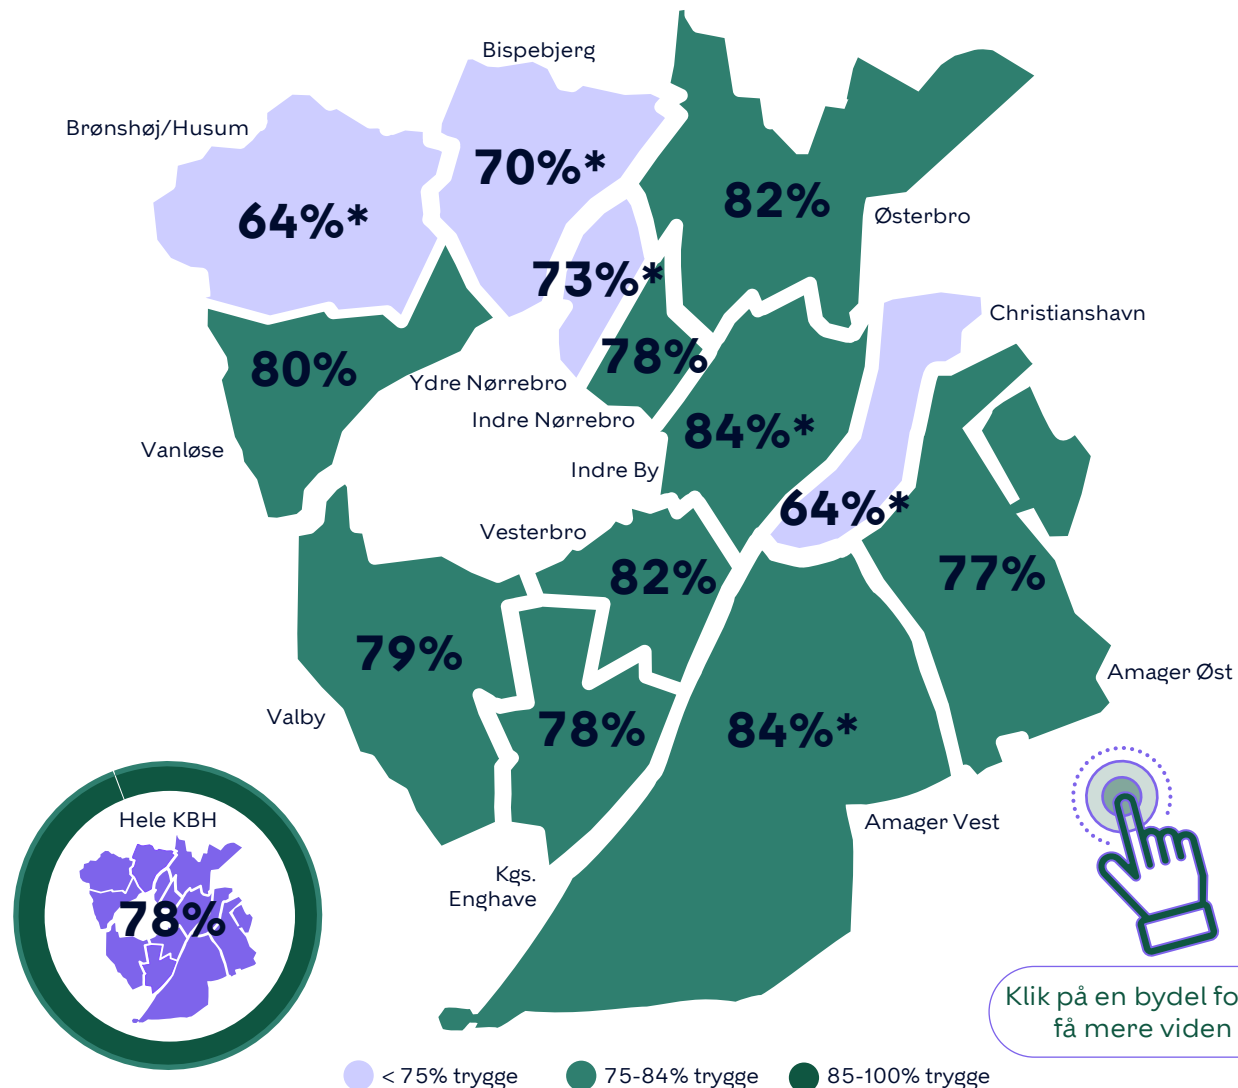 Bispebjerg
Brønshøj/Husum
70%*
64%*
82%
Østerbro
73%*
Christianshavn
78%
80%
Ydre Nørrebro
Indre Nørrebro
84%*
Vanløse
Indre By
64%*
Vesterbro
82%
77%
79%
Amager Øst
Valby
78%
84%*
Hele KBH
78%
Amager Vest
Kgs.
Enghave
Klik på en bydel
få mere viden
< 75% trygge
75-84% trygge
85-100% trygge